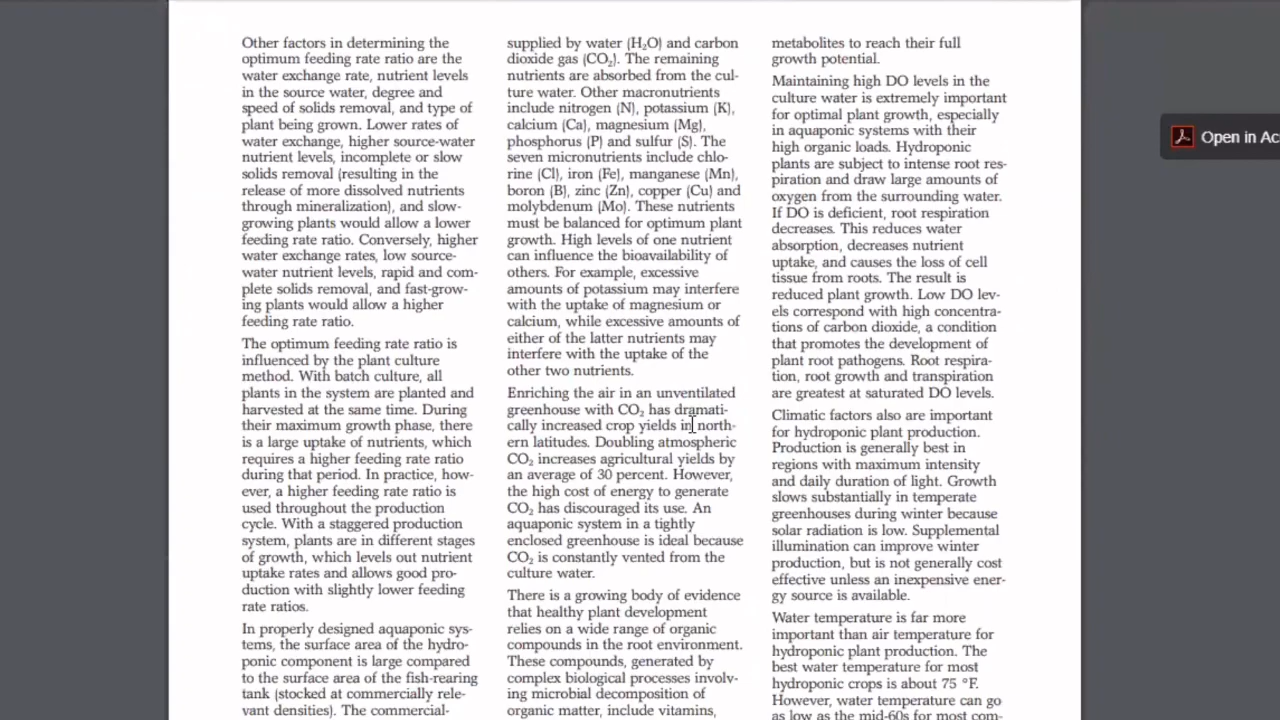 Other factors in determining the
optimum feeding rate ratio are the
water exchange rate, nutrient levels
in the source water, degree and
speed of solids removal, and type of
plant being grown. Lower rates of
water exchange, higher source-water
nutrient levels, incomplete or slow
solids removal (resulting in the
release of more dissolved nutrients
through mineralization), and slow-
growing plants would allow a lower
feeding rate ratio. Conversely, higher
water exchange rates, low source-
water nutrient levels, rapid and com-
plete solids removal, and fast-grow-
ing plants would allow a higher
feeding rate ratio.
The optimum feeding rate ratio is
influenced by the plant culture
method. With batch culture, all
plants in the system are planted and
harvested at the same time. During
their maximum growth phase, there
is a large uptake of nutrients, which
requires a higher feeding rate ratio
during that period. In practice, how-
ever, a higher feeding rate ratio is
used throughout the production
cycle. With a staggered production
system, plants are in different stages
of growth, which levels out nutrient
uptake rates and allows good pro-
duction with slightly lower feeding
rate ratios.
In properly designed aquaponic sys-
tems, the surface area of the hydro-
ponic component is large compared
to the surface area of the fish-rearing
tank (stocked at commercially rele-
vant densities). The commercial-
supplied by water (H₂O) and carbon
dioxide gas (CO₂). The remaining
nutrients are absorbed from the cul-
ture water. Other macronutrients
include nitrogen (N), potassium (K),
calcium (Ca), magnesium (Mg),
phosphorus (P) and sulfur (S). The
seven micronutrients include chlo-
rine (Cl), iron (Fe), manganese (Mn),
boron (B), zinc (Zn), copper (Cu) and
molybdenum (Mo). These nutrients
must be balanced for optimum plant
growth. High levels of one nutrient
can influence the bioavailability of
others. For example, excessive
amounts of potassium may interfere
with the uptake of magnesium or
calcium, while excessive amounts of
either of the latter nutrients may
interfere with the uptake of the
other two nutrients.
Enriching the air in an unventilated
greenhouse with CO₂ has dramati-
cally increased crop yields in north-
ern latitudes. Doubling atmospheric
CO₂ increases agricultural yields by
an average of 30 percent. However,
the high cost of energy to generate
CO₂ has discouraged its use. An
aquaponic system in a tightly
enclosed greenhouse is ideal because
CO₂ is constantly vented from the
culture water.
There is a growing body of evidence
that healthy plant development
relies on a wide range of organic
compounds in the root environment.
These compounds, generated by
complex biological processes involv-
ing microbial decomposition of
organic matter, include vitamins,
metabolites to reach their full
growth potential.
Maintaining high DO levels in the
culture water is extremely important
for optimal plant growth, especially
in aquaponic systems with their
high organic loads. Hydroponic
plants are subject to intense root res-
piration and draw large amounts of
oxygen from the surrounding water.
If DO is deficient, root respiration
decreases. This reduces water
absorption, decreases nutrient
uptake, and causes the loss of cell
tissue from roots. The result is
reduced plant growth. Low DO lev-
els correspond with high concentra-
tions of carbon dioxide, a condition
that promotes the development of
plant root pathogens. Root respira-
tion, root growth and transpiration
are greatest at saturated DO levels.
Climatic factors also are important
for hydroponic plant production.
Production is generally best in
regions with maximum intensity
and daily duration of light. Growth
slows substantially in temperate
greenhouses during winter because
solar radiation is low. Supplemental
illumination can improve winter
production, but is not generally cost
effective unless an inexpensive ener-
gy source is available.
Water temperature is far more
important than air temperature for
hydroponic plant production. The
best water temperature for most
hydroponic crops is about 75 °F.
However, water temperature can go
as low as the mid-60s for most com-
Open in Ac